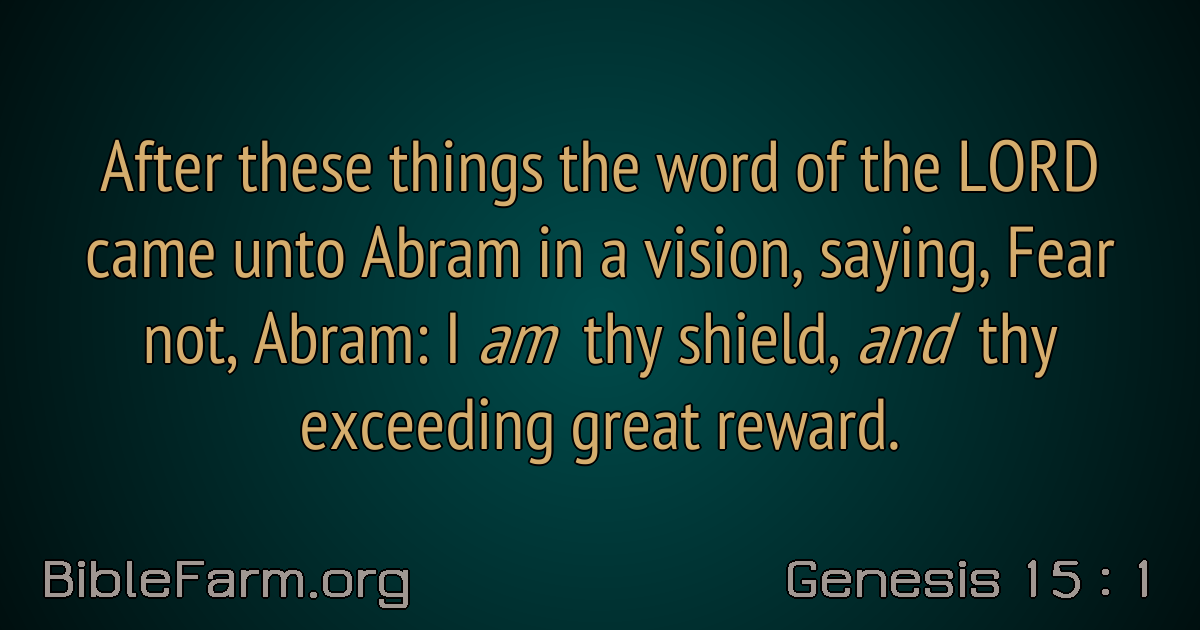 After these things the word of the LORD
came unto Abram in a vision, saying, Fear
not, Abram: I am thy shield, and thy
exceeding great reward.
BibleFarm.org
Genesis 15 : 1